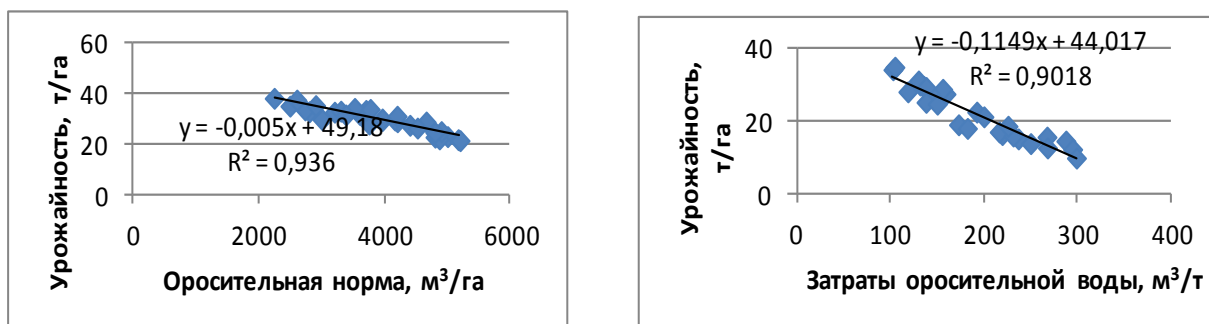 Урожайность, т/га
60
40
20
0
y = -0,005x + 49,18
R² = 0,936
0 2000 4000 6000
Оросительная норма, м³/га
Урожайность,
т/га
40
20
0
y = -0,1149x + 44,017
R² = 0,9018
0 100 200 300 400
Затраты оросительной воды, м³/т